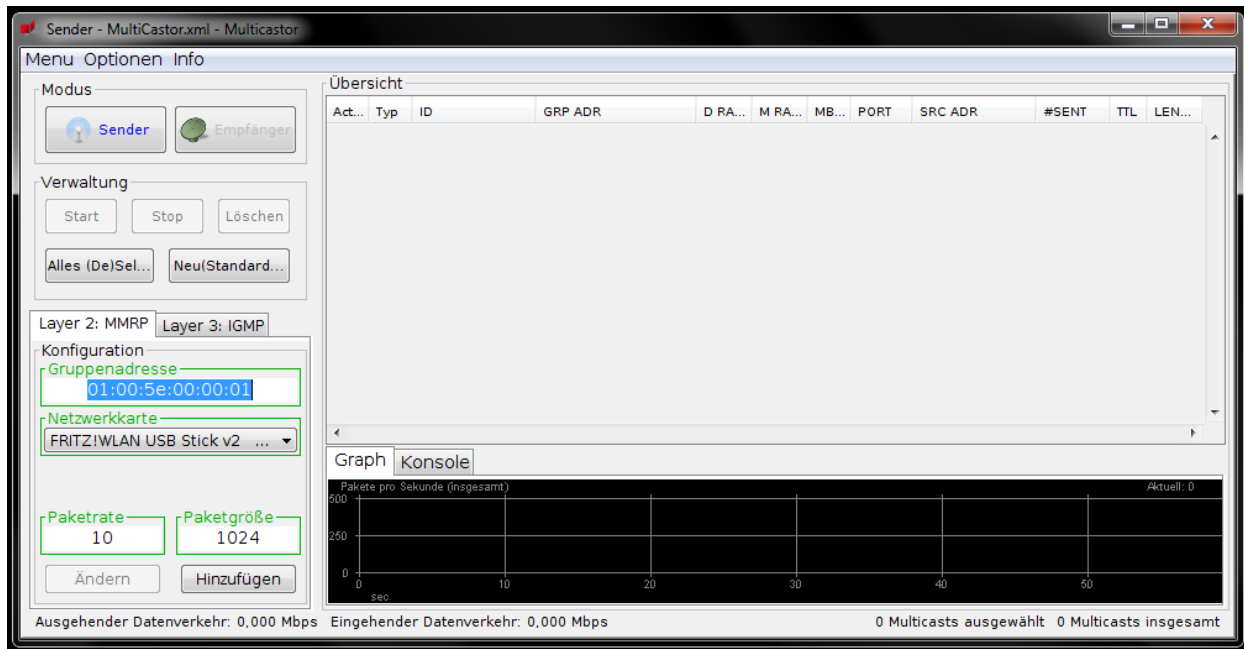 Sender - MultiCastor.xml - Multicastor
Menu Optionen Info
Modus
Sender
Empfänger
Verwaltung
Start Stop Löschen
Alles (De)Sel... Neu(Standard...
Layer 2: MMRP Layer 3: IGMP
Konfiguration
Gruppenadresse
01:00:5e:00:00:01
Netzwerkkarte
FRITZ!WLAN USB Stick v2 ...
Paketrate Paketgröße
10 1024
Ändern Hinzufügen
Übersicht
Act... Typ ID GRP ADR D RA... M RA... MB... PORT SRC ADR #SENT TTL LEN...
Graph Konsole
Pakete pro Sekunde (insgesamt) Aktuell: 0
500
250
0
0 10 20 30 40 50
sec
Ausgehender Datenverkehr: 0,000 Mbps Eingehender Datenverkehr: 0,000 Mbps 0 Multicasts ausgewählt 0 Multicasts insgesamt